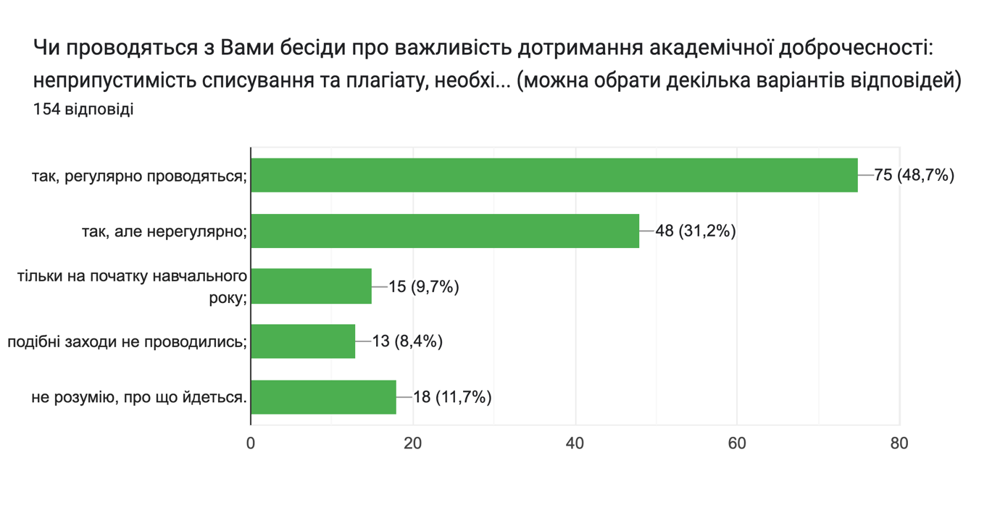 Чи проводяться з Вами бесіди про важливість дотримання академічної доброчесності:
неприпустимість списування та плагіату, необхі... (можна обрати декілька варіантів відповідей)
154 відповіді
так, регулярно проводяться;
75 (48,7%)
так, але нерегулярно;
48 (31,2%)
тільки на початку навчального
року;
15 (9,7%)
подібні заходи не проводились;
13 (8,4%)
не розумію, про що йдеться.
18 (11,7%)
0 20 40 60 80